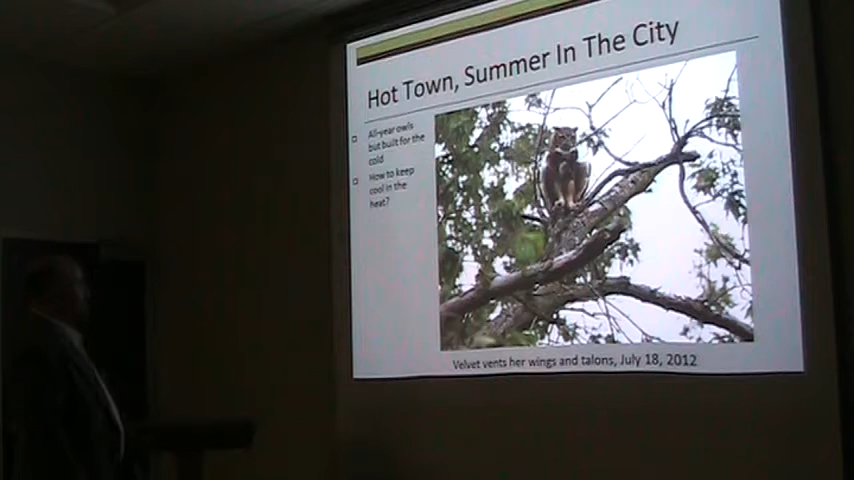 Hot Town, Summer In The City
All-year owls
but built for the
cold
How to keep
cool in the
heat?
Velvet vents her wings and talons, July 18, 2012